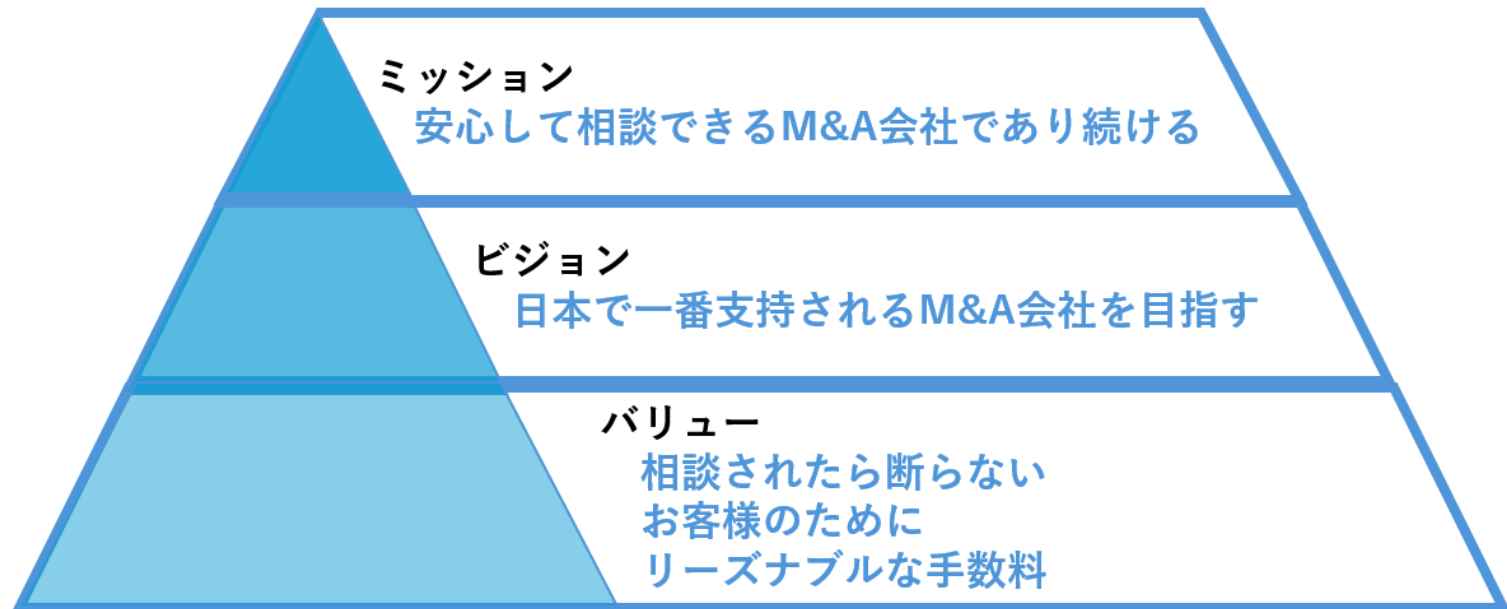 ミッション
安心して相談できるM&A会社であり続ける
ビジョン
日本で一番支持されるM&A会社を目指す
バリュー
相談されたら断らない
お客様のために
リーズナブルな手数料